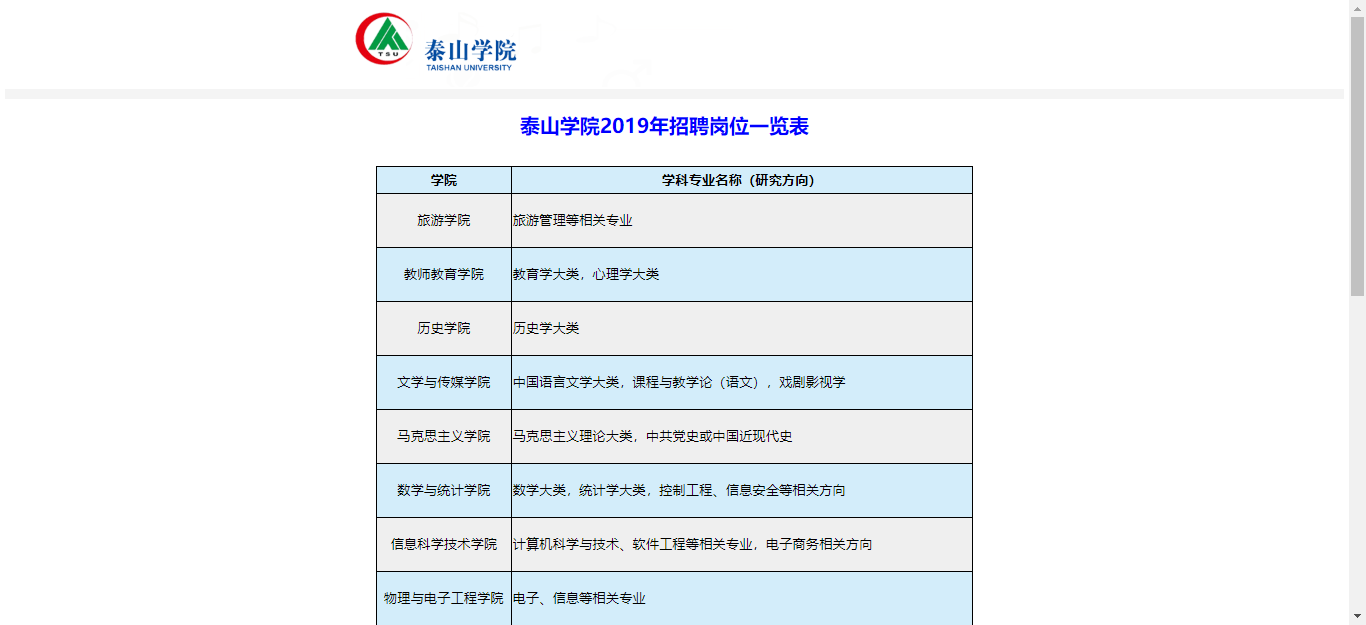 TSU
泰山学院
TAISHAN UNIVERSITY
泰山学院2019年招聘岗位一览表
学院 学科专业名称（研究方向）
旅游学院 旅游管理等相关专业
教师教育学院 教育学大类，心理学大类
历史学院 历史学大类
文学与传媒学院 中国语言文学大类，课程与教学论（语文），戏剧影视学
马克思主义学院 马克思主义理论大类，中共党史或中国近现代史
数学与统计学院 数学大类，统计学大类，控制工程、信息安全等相关方向
信息科学技术学院 计算机科学与技术、软件工程等相关专业，电子商务相关方向
物理与电子工程学院 电子、信息等相关专业